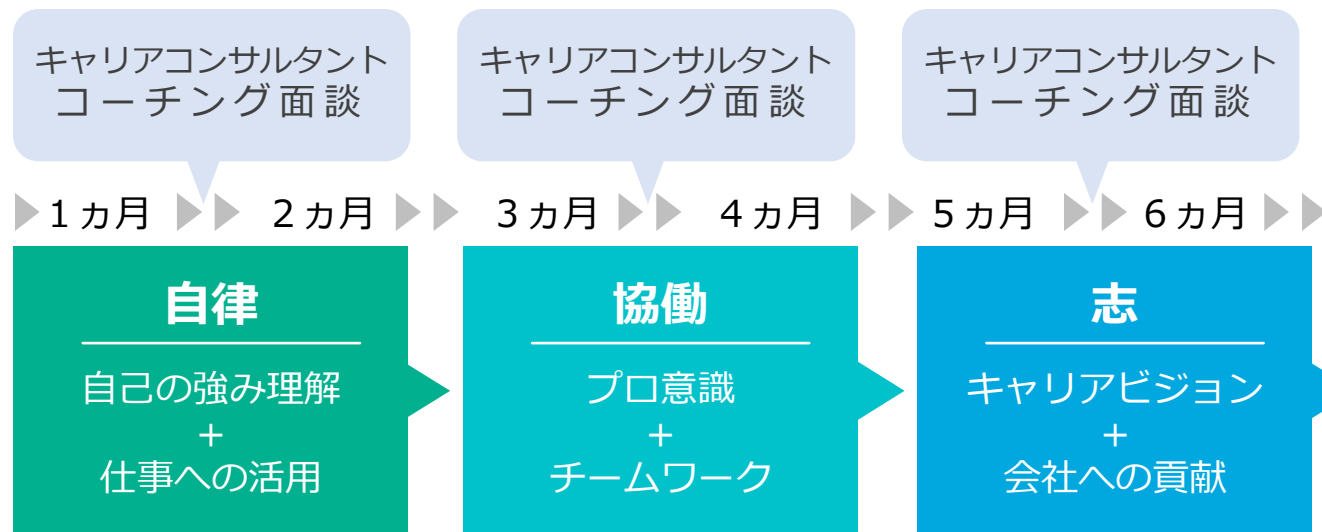 キャリアコンサルタント
コーチング面談
キャリアコンサルタント
コーチング面談
キャリアコンサルタント
コーチング面談
1ヵ月 2ヵ月 3ヵ月 4ヵ月 5ヵ月 6ヵ月
自律
自己の強み理解
+
仕事への活用
協働
プロ意識
+
チームワーク
志
キャリアビジョン
+
会社への貢献